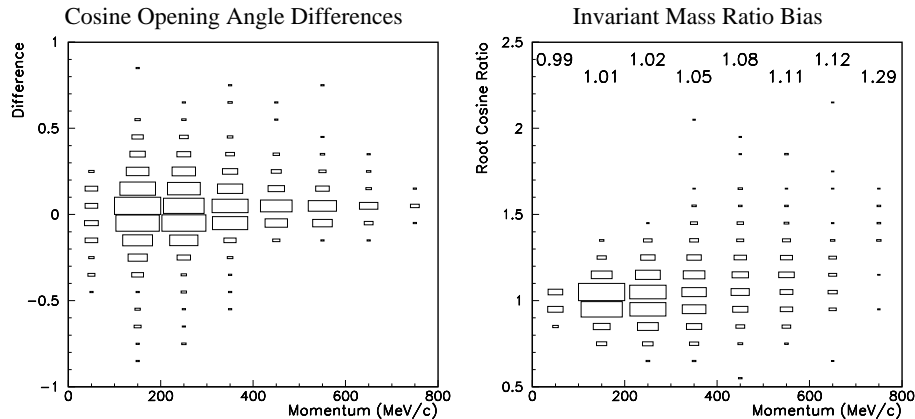 Cosine Opening Angle Differences
Difference
1
0.5
0
-0.5
-1
0
200
400
600
800
Momentum (MeV/c)
Invariant Mass Ratio Bias
Root Cosine Ratio
2.5
2
1.5
1
0.5
0.99 1.02 1.08 1.12
1.01 1.05 1.11 1.29
0
200
400
600
800
Momentum (MeV/c)